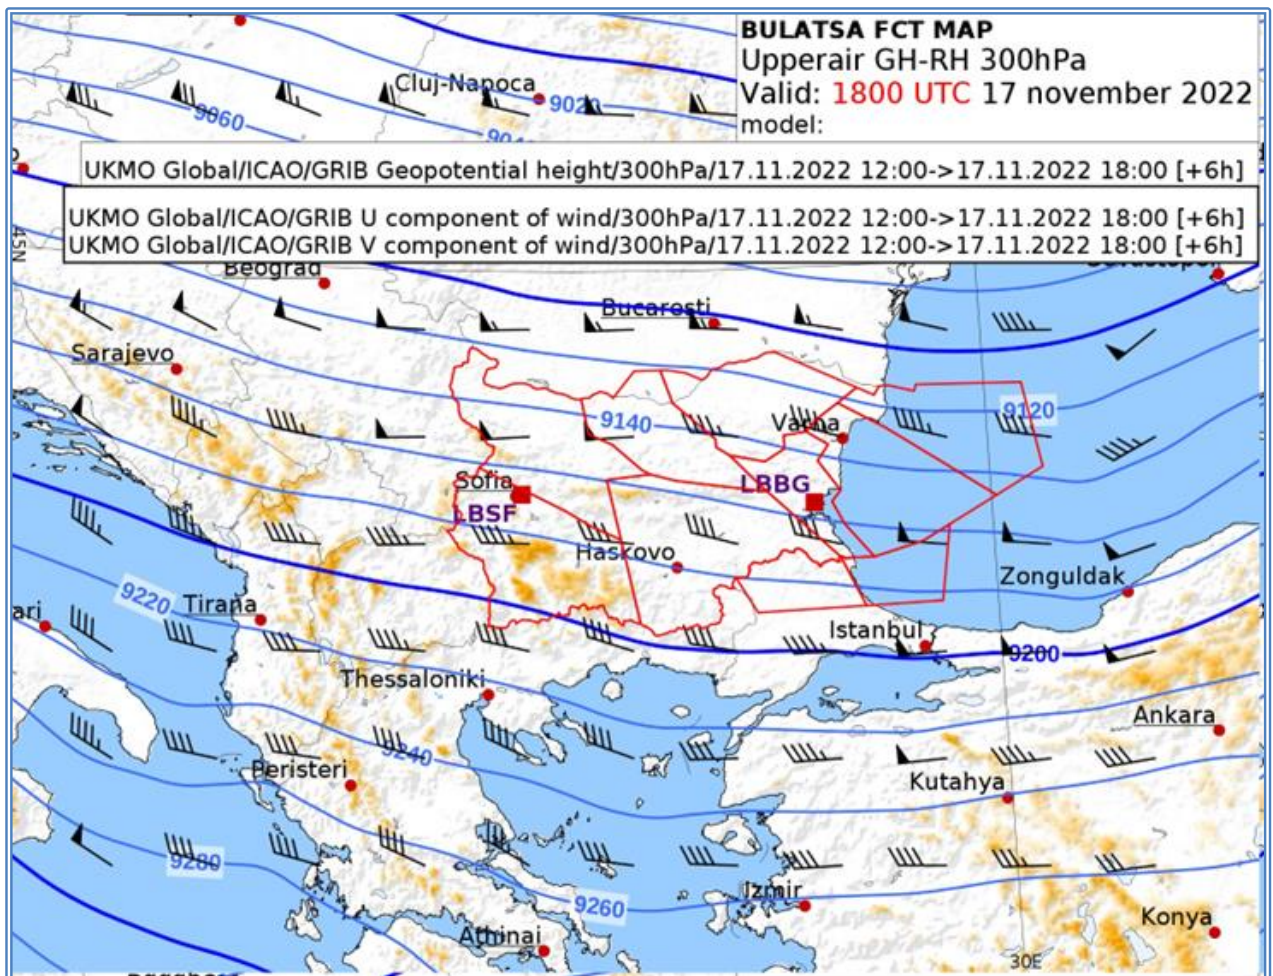 BULATSA FCT MAP
Upperair GH-RH 300hPa
Valid: 1800 UTC 17 november 2022
model:
Cluj-Napoca
9020
9060
UKMO Global/ICAO/GRIB Geopotential height/300hPa/17.11.2022 12:00->17.11.2022 18:00 [+6h]
UKMO Global/ICAO/GRIB U component of wind/300hPa/17.11.2022 12:00->17.11.2022 18:00 [+6h]
UKMO Global/ICAO/GRIB V component of wind/300hPa/17.11.2022 12:00->17.11.2022 18:00 [+6h]
45N
Beograd
Bucaresti
Sarajevo
9140
9120
Varna
Sofia
LBBG
LBSF
Haskovo
Zonguldak
9220
Tirana
ari
Istanbul
9200
Thessaloniki
Ankara
9240
Peristeri
Kutahya
9280
Izmir
9260
Konya
Athinai
30E